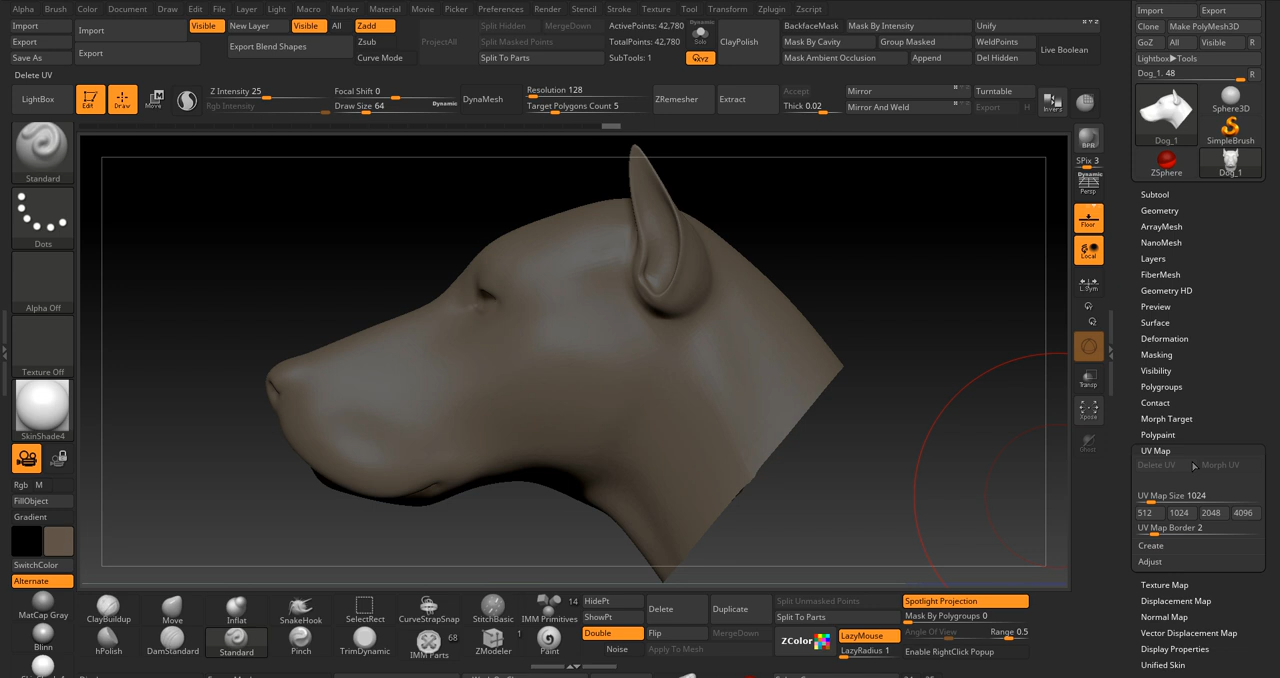 Alpha Brush Color Document Draw Edit File Layer Light Macro Marker Material Movie Picker Preferences Render Stencil Stroke Texture Tool Transform Zplugin Zscript
Import
Export
Save As
Import
Export
Visible
New Layer
Visible
All
Export Blend Shapes
Zadd
Zsub
Curve Mode
ProjectAll
Split Hidden
MergeDown
Split Masked Points
Split To Parts
ActivePoints: 42,780
TotalPoints: 42,780
SubTools: 1
Dynamic
Solo
XYZ
ClayPolish
BackfaceMask
Mask By Intensity
Mask By Cavity
Group Masked
Mask Ambient Occlusion
Append
Unify
WeldPoints
Del Hidden
Live Boolean
Delete UV
LightBox
Edit
Draw
Move
Z Intensity 25
Rgb Intensity
Focal Shift 0
Draw Size 64
Dynamic
DynaMesh
Resolution 128
Target Polygons Count 5
ZRemesher
Extract
Accept
Thick 0.02
Mirror
Mirror And Weld
Turntable
Export H
Invers
Standard
Dots
Alpha Off
Texture Off
SkinShade4
Rgb M
FillObject
Gradient
SwitchColor
Alternate
MatCap Gray
Blinn
BPR
SPix 3
Dynamic
Persp
Floor
Local
L.Sym
Transp
Xpose
Ghost
Import
Export
Clone
Make PolyMesh3D
GoZ
All
Visible
R
Lightbox▶Tools
Dog_1. 48
R
Dog_1
Sphere3D
SimpleBrush
ZSphere
Dog_1
Subtool
Geometry
ArrayMesh
NanoMesh
Layers
FiberMesh
Geometry HD
Preview
Surface
Deformation
Masking
Visibility
Polygroups
Contact
Morph Target
Polypaint
UV Map
Delete UV
Morph UV
UV Map Size 1024
512
1024
2048
4096
UV Map Border 2
Create
Adjust
Texture Map
Displacement Map
Normal Map
Vector Displacement Map
Display Properties
Unified Skin
ClayBuildup
Move
Inflat
SnakeHook
SelectRect
CurveStrapSnap
StitchBasic
IMM Primitives
14
hPolish
DamStandard
Standard
Pinch
TrimDynamic
IMM Parts
68
ZModeler
1
Paint
HidePt
ShowPt
Double
Noise
Delete
Flip
Apply To Mesh
Duplicate
MergeDown
Split Unmasked Points
Split To Parts
ZColor
LazyMouse
LazyRadius 1
Spotlight Projection
Mask By Polygroups 0
Angle Of View
Range 0.5
Enable RightClick Popup